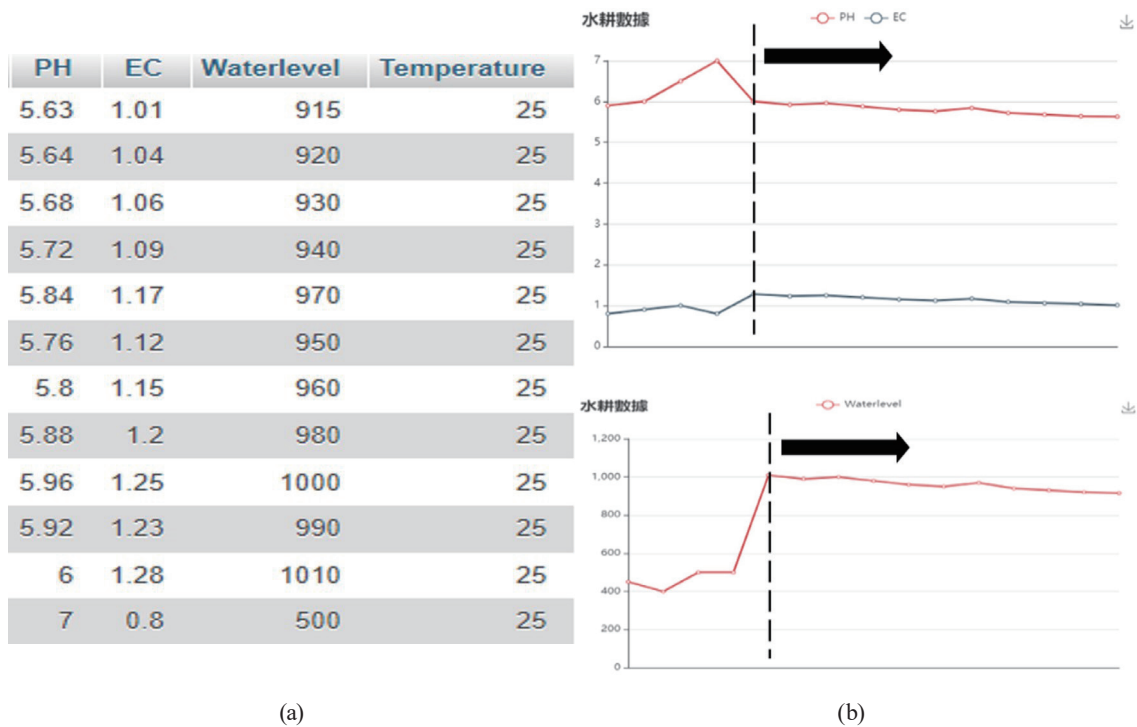 PH EC Waterlevel Temperature
5.63 1.01 915 25
5.64 1.04 920 25
5.68 1.06 930 25
5.72 1.09 940 25
5.84 1.17 970 25
5.76 1.12 950 25
5.8 1.15 960 25
5.88 1.2 980 25
5.96 1.25 1000 25
5.92 1.23 990 25
6 1.28 1010 25
7 0.8 500 25
(a)
水耕數據
PH EC
7
6
5
4
3
2
1
0
水耕數據
Waterlevel
1,200
1,000
800
600
400
200
0
(b)